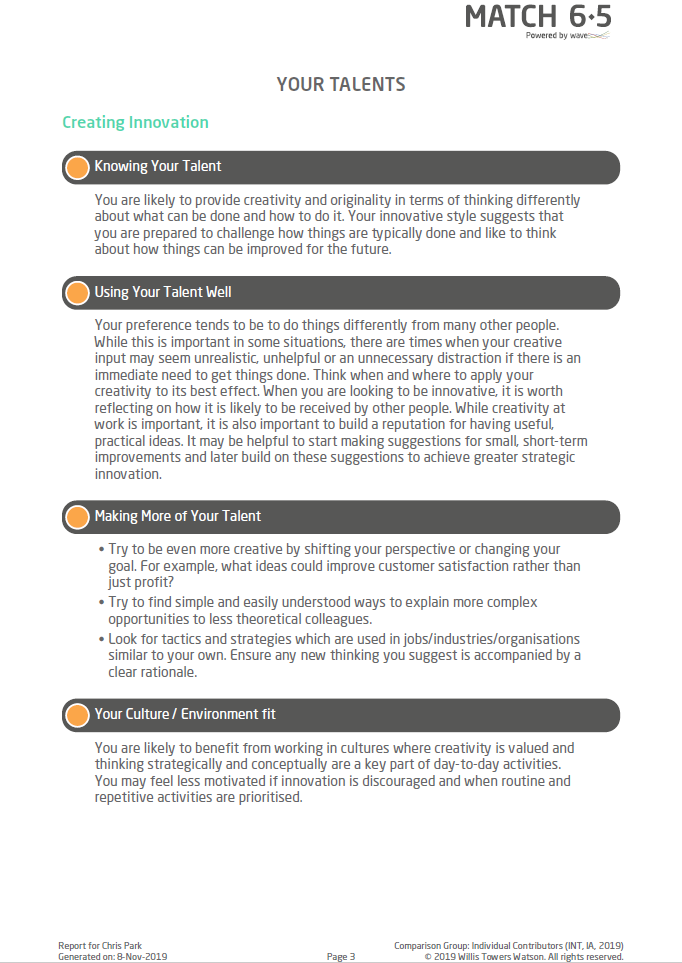 MATCH 6·5
Powered by wave
YOUR TALENTS
Creating Innovation
Knowing Your Talent
You are likely to provide creativity and originality in terms of thinking differently
about what can be done and how to do it. Your innovative style suggests that
you are prepared to challenge how things are typically done and like to think
about how things can be improved for the future.
Using Your Talent Well
Your preference tends to be to do things differently from many other people.
While this is important in some situations, there are times when your creative
input may seem unrealistic, unhelpful or an unnecessary distraction if there is an
immediate need to get things done. Think when and where to apply your
creativity to its best effect. When you are looking to be innovative, it is worth
reflecting on how it is likely to be received by other people. While creativity at
work is important, it is also important to build a reputation for having useful,
practical ideas. It may be helpful to start making suggestions for small, short-term
improvements and later build on these suggestions to achieve greater strategic
innovation.
Making More of Your Talent
• Try to be even more creative by shifting your perspective or changing your
goal. For example, what ideas could improve customer satisfaction rather than
just profit?
• Try to find simple and easily understood ways to explain more complex
opportunities to less theoretical colleagues.
• Look for tactics and strategies which are used in jobs/industries/organisations
similar to your own. Ensure any new thinking you suggest is accompanied by a
clear rationale.
Your Culture / Environment fit
You are likely to benefit from working in cultures where creativity is valued and
thinking strategically and conceptually are a key part of day-to-day activities.
You may feel less motivated if innovation is discouraged and when routine and
repetitive activities are prioritised.
Report for Chris Park
Comparison Group: Individual Contributors (INT, IA, 2019)
Generated on: 8-Nov-2019
Page 3
© 2019 Willis Towers Watson. All rights reserved.